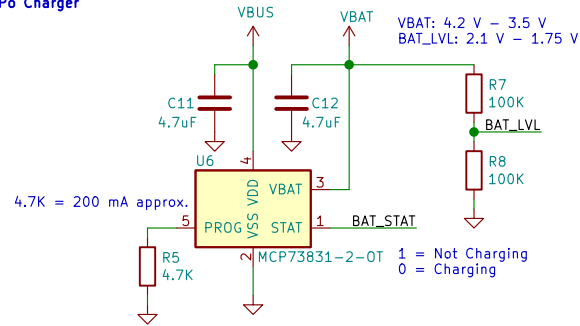 Po Charger
VBUS
VBAT
VBAT: 4.2 V – 3.5 V
BAT_LVL: 2.1 V – 1.75 V
C11
4.7uF
C12
4.7uF
R7
100K
BAT_LVL
U6
4
R8
100K
VDD
VBAT
3
4.7K = 200 mA approx.
5
PROG
VSS
STAT
1
BAT_STAT
R5
4.7K
2
MCP73831-2-OT
1 = Not Charging
0 = Charging